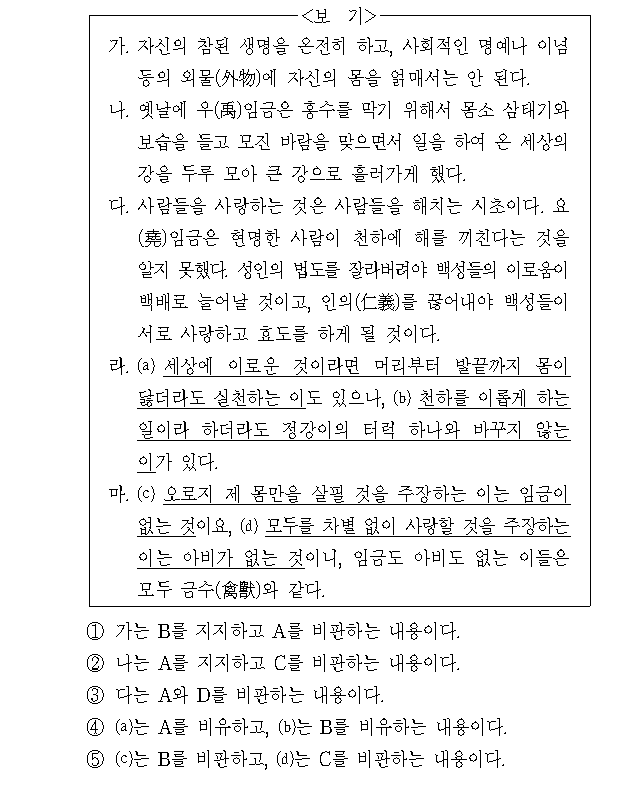 <보 기>
가. 자신의 참된 생명을 온전히 하고, 사회적인 명예나 이념
등의 외물(外物)에 자신의 몸을 얽매서는 안 된다.
나. 옛날에 우(禹)임금은 홍수를 막기 위해서 몸소 삼태기와
보습을 들고 모진 바람을 맞으면서 일을 하여 온 세상의
강을 두루 모아 큰 강으로 흘러가게 했다.
다. 사람들을 사랑하는 것은 사람들을 해치는 시초이다. 요
(堯)임금은 현명한 사람이 천하에 해를 끼친다는 것을
알지 못했다. 성인의 법도를 잘라버려야 백성들의 이로움이
백배로 늘어날 것이고, 인의(仁義)를 끊어내야 백성들이
서로 사랑하고 효도를 하게 될 것이다.
라. (a) 세상에 이로운 것이라면 머리부터 발끝까지 몸이
닳더라도 실천하는 이도 있으나, (b) 천하를 이롭게 하는
일이라 하더라도 정강이의 터럭 하나와 바꾸지 않는
이가 있다.
마. (c) 오로지 제 몸만을 살필 것을 주장하는 이는 임금이
없는 것이요, (d) 모두를 차별 없이 사랑할 것을 주장하는
이는 아비가 없는 것이니, 임금도 아비도 없는 이들은
모두 금수(禽獸)와 같다.
① 가는 B를 지지하고 A를 비판하는 내용이다.
② 나는 A를 지지하고 C를 비판하는 내용이다.
③ 다는 A와 D를 비판하는 내용이다.
④ (a)는 A를 비유하고, (b)는 B를 비유하는 내용이다.
⑤ (c)는 B를 비판하고, (d)는 C를 비판하는 내용이다.